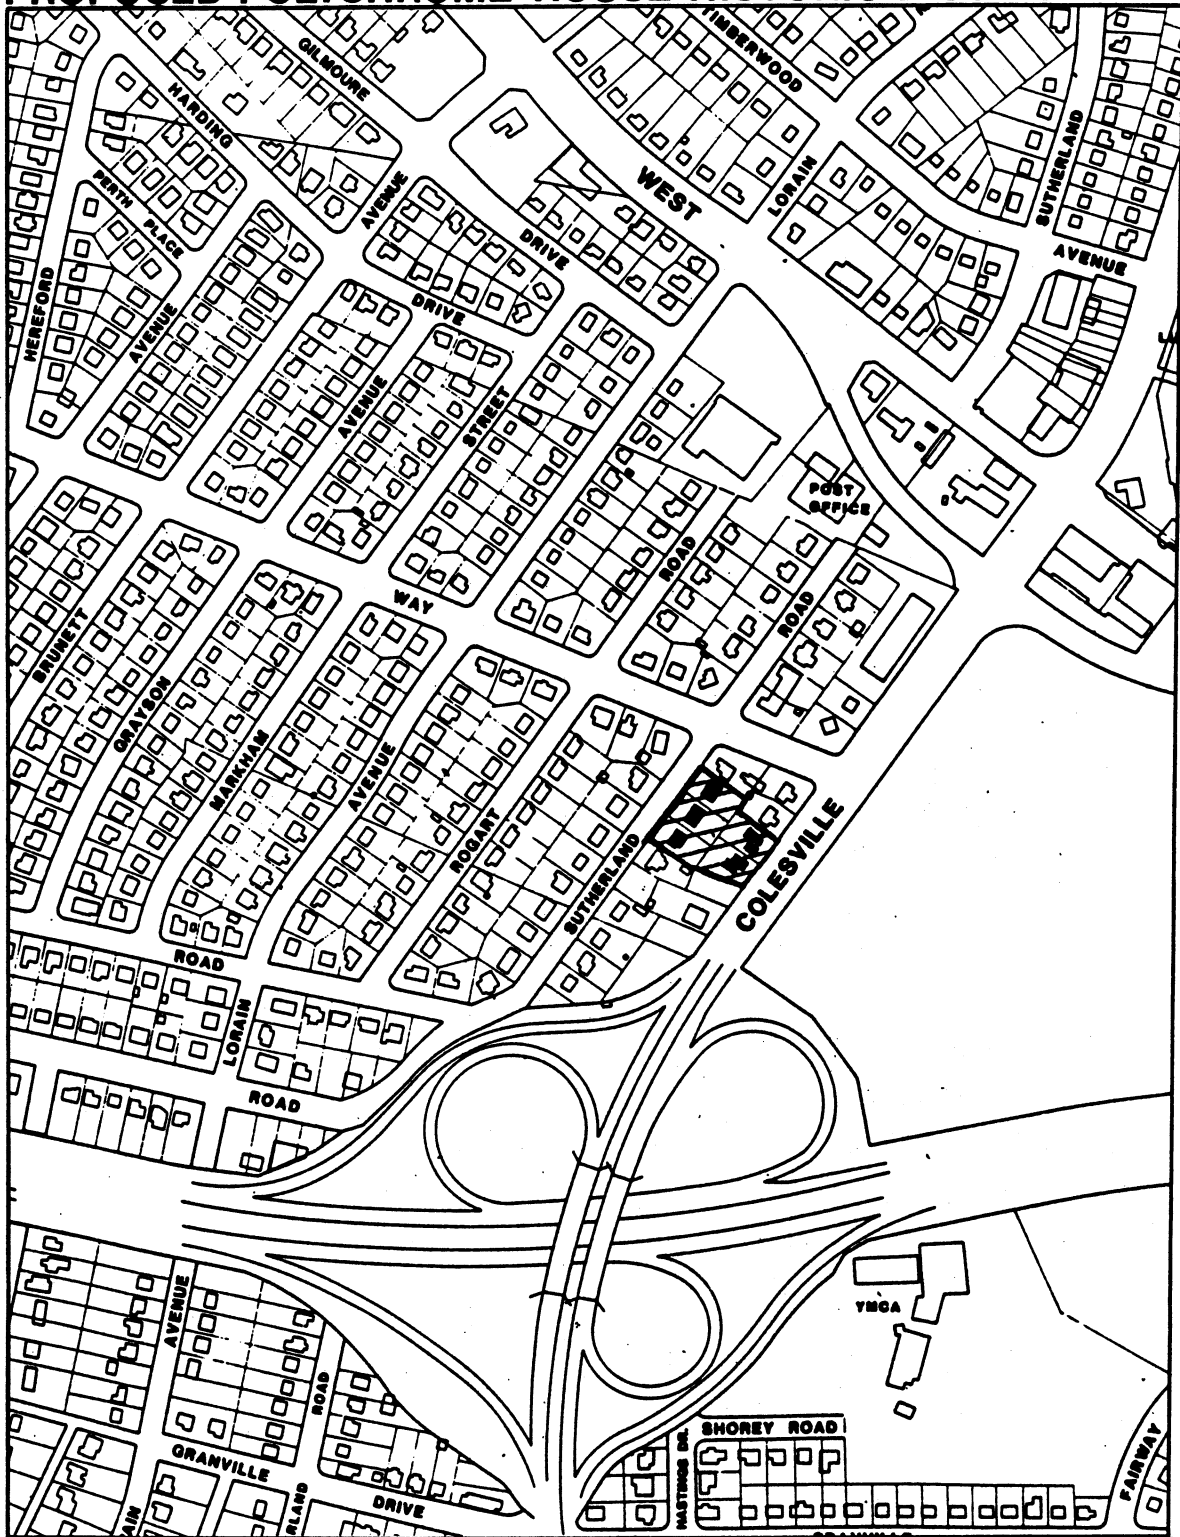 GILMOURE
TIMBERWOOD
HARDING
SUTHERLAND
PERTH PLACE
AVENUE
WEST
LORAIN
DRIVE
AVENUE
HEREFORD
AVENUE
DRIVE
AVENUE
STREET
POST
OFFICE
ROAD
ROAD
WAY
BRUNETT
GRAYSON
MARKHAM
AVENUE
ROGART
SUTHERLAND
COLESVILLE
ROAD
LORAIN
ROAD
AVENUE
YMCA
ROAD
SHOREY ROAD
HASTINGS DR.
FAIRWAY
GRANVILLE
DRIVE